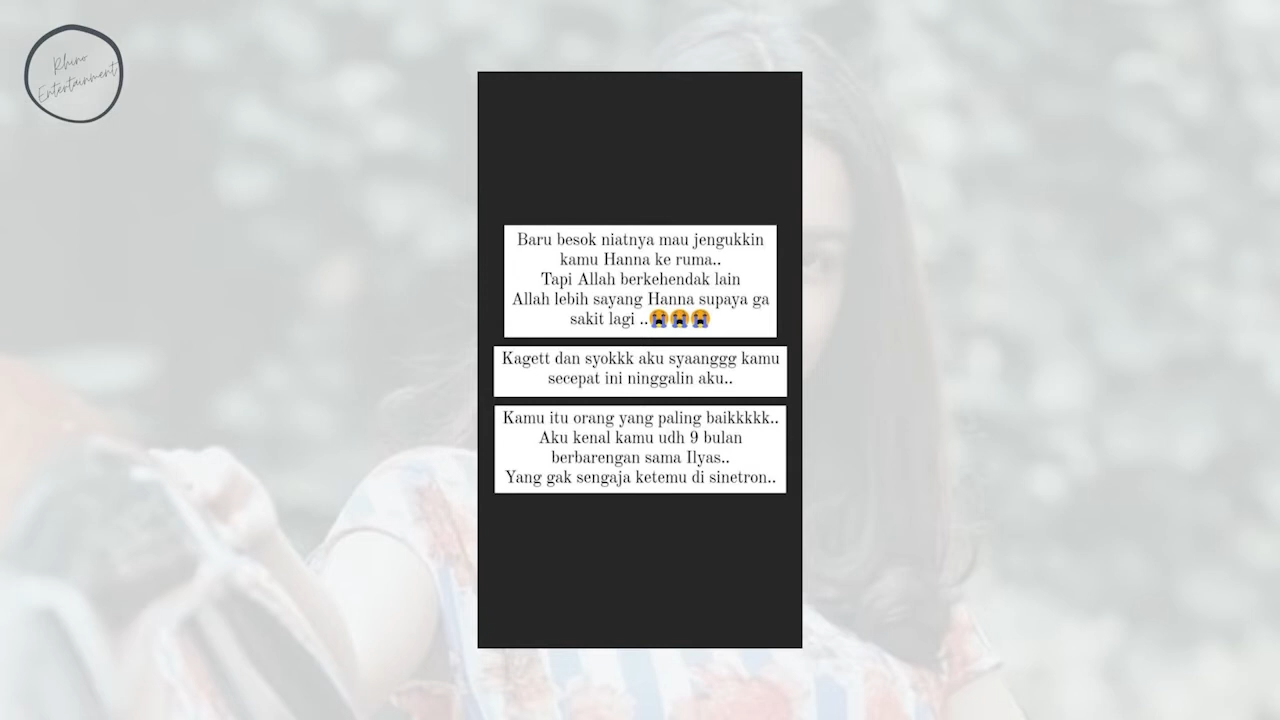 Rhino
Entertainment
Baru besok niatnya mau jengukkin
kamu Hanna ke ruma..
Tapi Allah berkehendak lain
Allah lebih sayang Hanna supaya ga
sakit lagi ..😭😭😭
Kagett dan syokkk aku syaanggg kamu
secepat ini ninggalin aku..
Kamu itu orang yang paling baikkkkk..
Aku kenal kamu udh 9 bulan
berbarengan sama Ilyas..
Yang gak sengaja ketemu di sinetron..